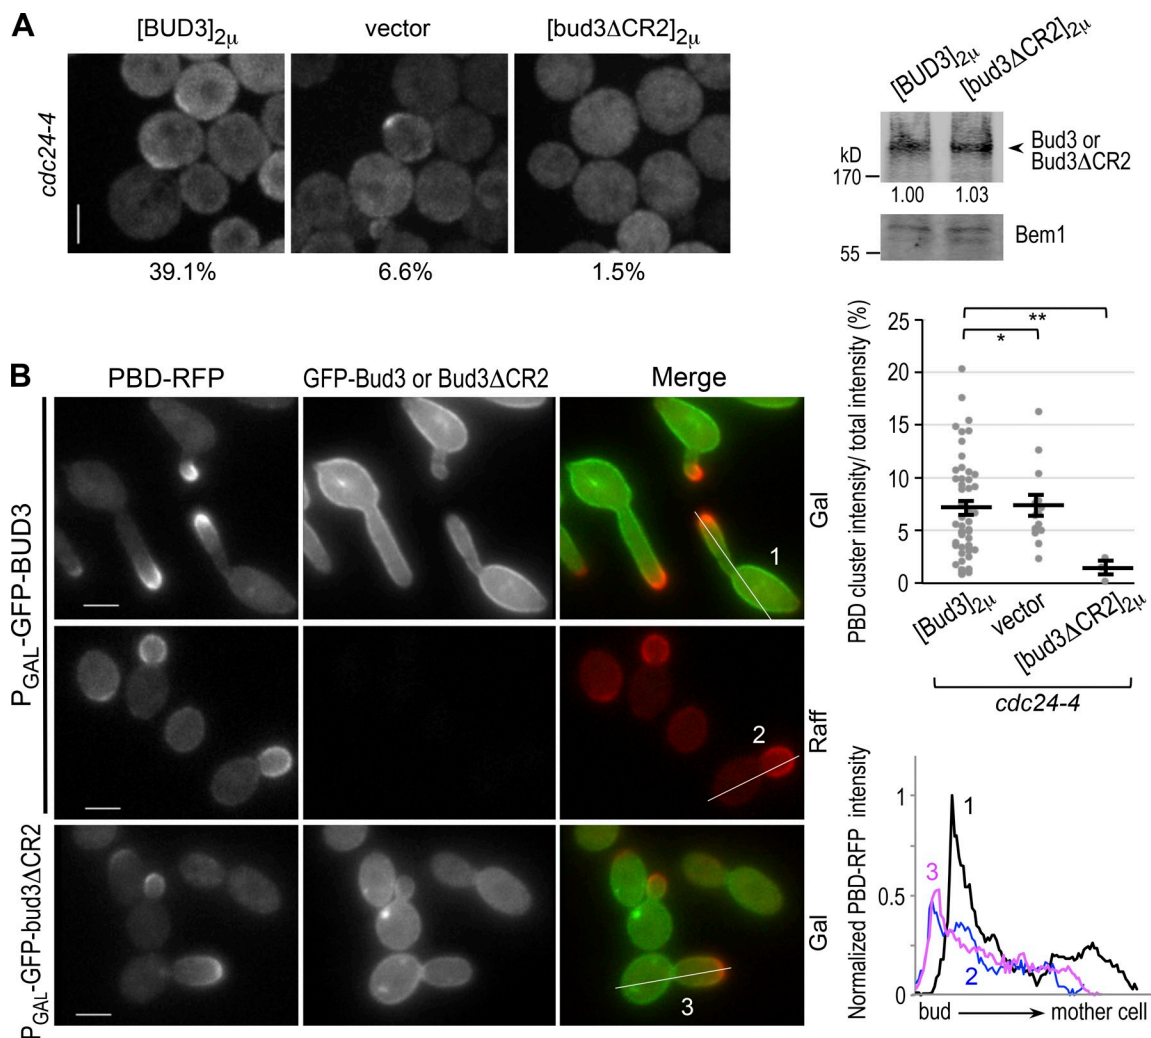 A
[BUD3]2μ
vector
[bud3ΔCR2]2μ
cdc24-4
39.1%
6.6%
1.5%
[BUD3]2μ
[bud3ΔCR2]2μ
kD
170
Bud3 or
Bud3ΔCR2
1.00
1.03
Bem1
55
B
PBD-RFP
GFP-Bud3 or Bud3ΔCR2
Merge
PGAL-GFP-BUD3
Gal
1
Raff
2
PGAL-GFP-bud3ΔCR2
Gal
3
PBD cluster intensity/ total intensity (%)
25
20
15
10
5
0
**
*
[Bud3]2μ
vector
[bud3ΔCR2]2μ
cdc24-4
Normalized PBD-RFP intensity
1
0.5
0
1
3
2
bud
mother cell